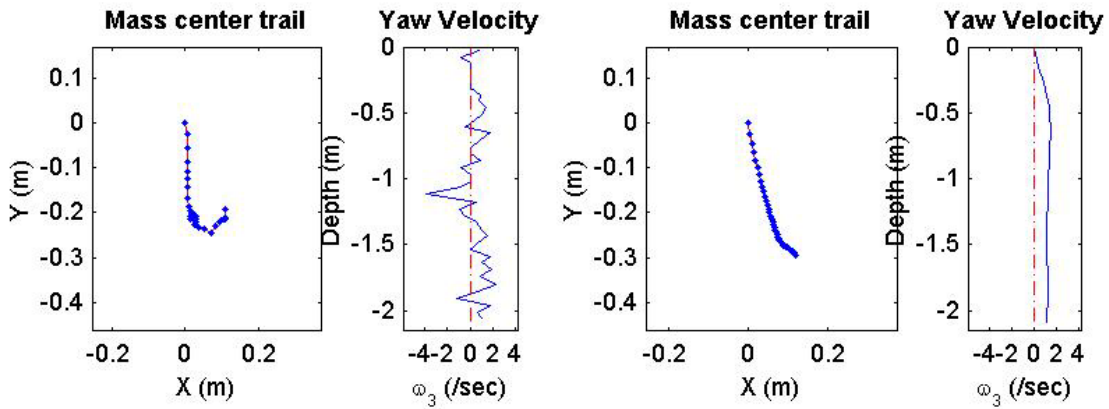 Mass center trail
Y (m)
0.1
0
-0.1
-0.2
-0.3
-0.4
-0.2
0
0.2
X (m)
Yaw Velocity
Depth (m)
0
-0.5
-1
-1.5
-2
-4-2 0 2 4
ω3 (/sec)
Mass center trail
Y (m)
0.1
0
-0.1
-0.2
-0.3
-0.4
-0.2
0
0.2
X (m)
Yaw Velocity
Depth (m)
0
-0.5
-1
-1.5
-2
-4-2 0 2 4
ω3 (/sec)